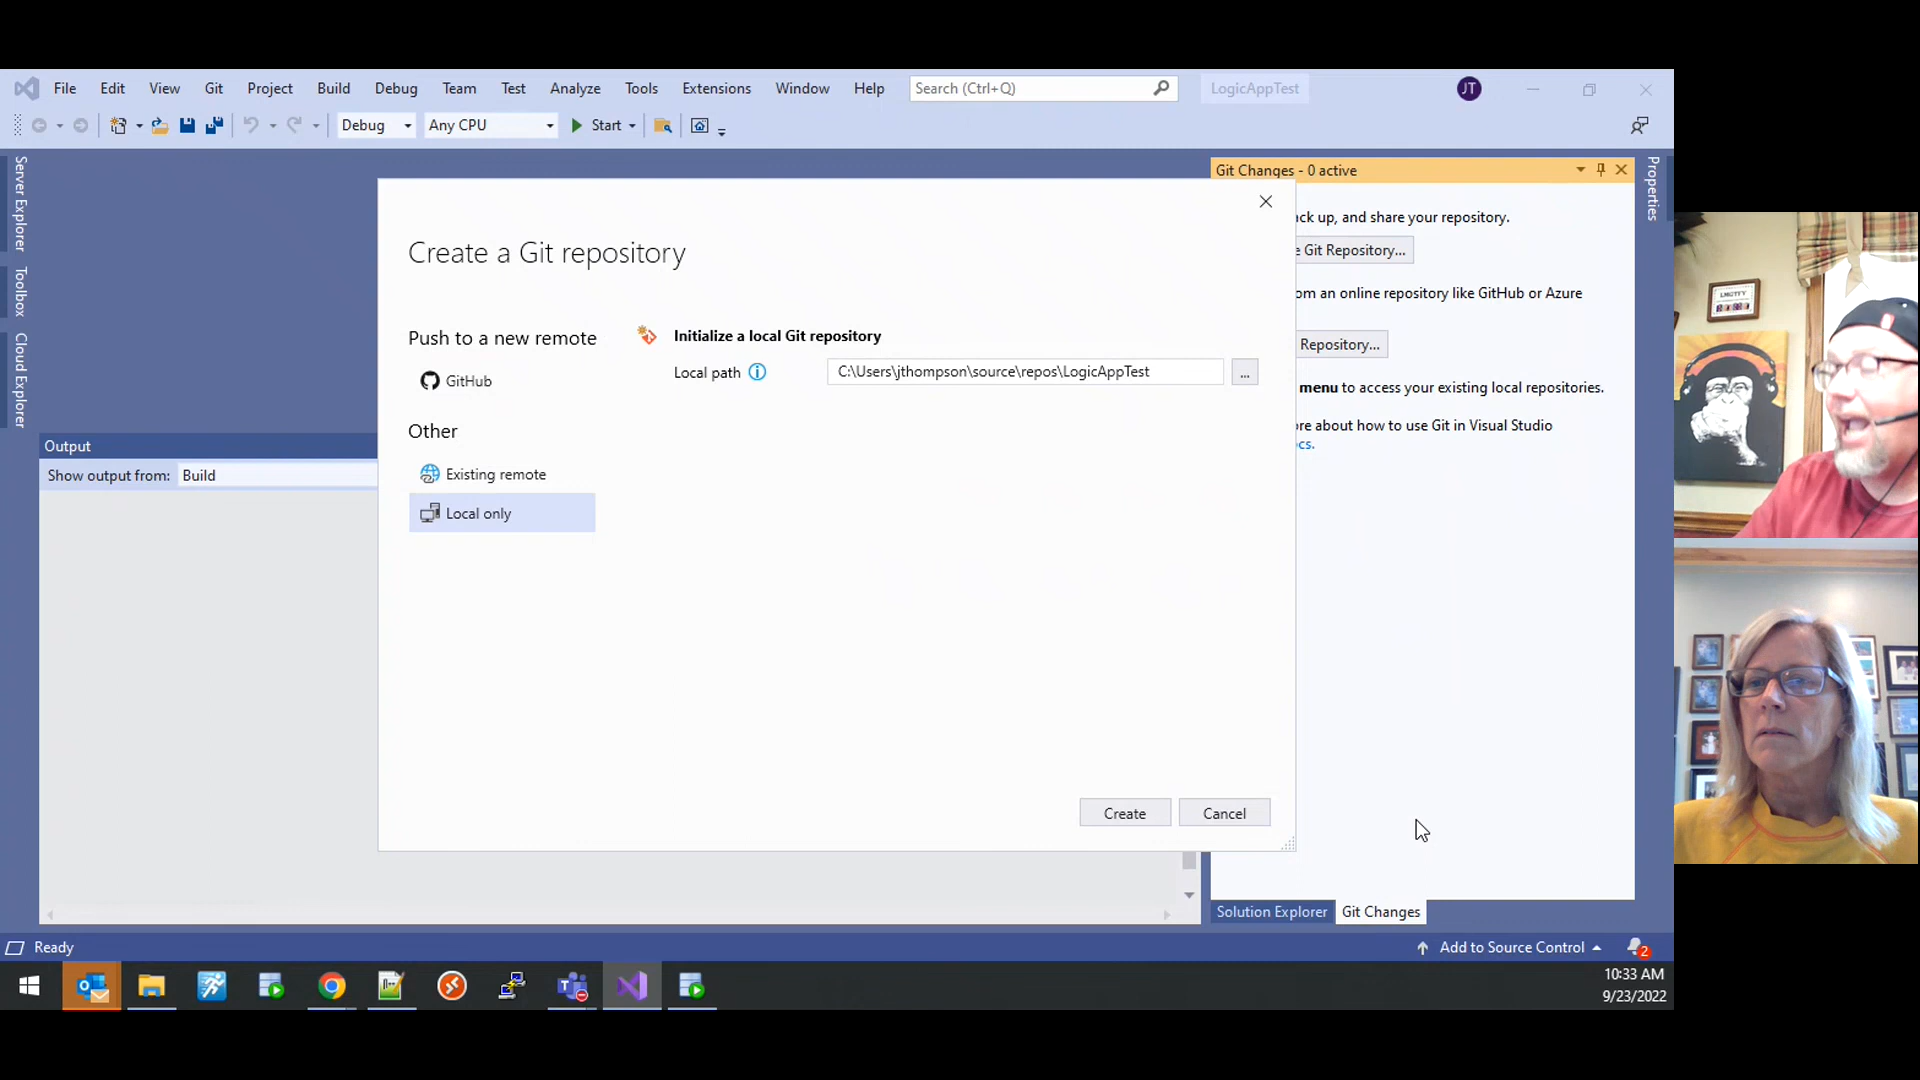 File Edit View Git Project Build Debug Team Test Analyze Tools Extensions Window Help Search (Ctrl+Q) LogicAppTest JT
Debug Any CPU Start
Server Explorer
Toolbox
Cloud Explorer
Properties
Git Changes - 0 active
ck up, and share your repository.
e Git Repository...
om an online repository like GitHub or Azure
Repository...
menu to access your existing local repositories.
re about how to use Git in Visual Studio
cs.
Create a Git repository
Push to a new remote
GitHub
Other
Existing remote
Local only
Initialize a local Git repository
Local path C:\Users\jthompson\source\repos\LogicAppTest ...
Create Cancel
Output
Show output from: Build
Solution Explorer Git Changes
Ready
Add to Source Control 2
10:33 AM
9/23/2022
LMGTFY